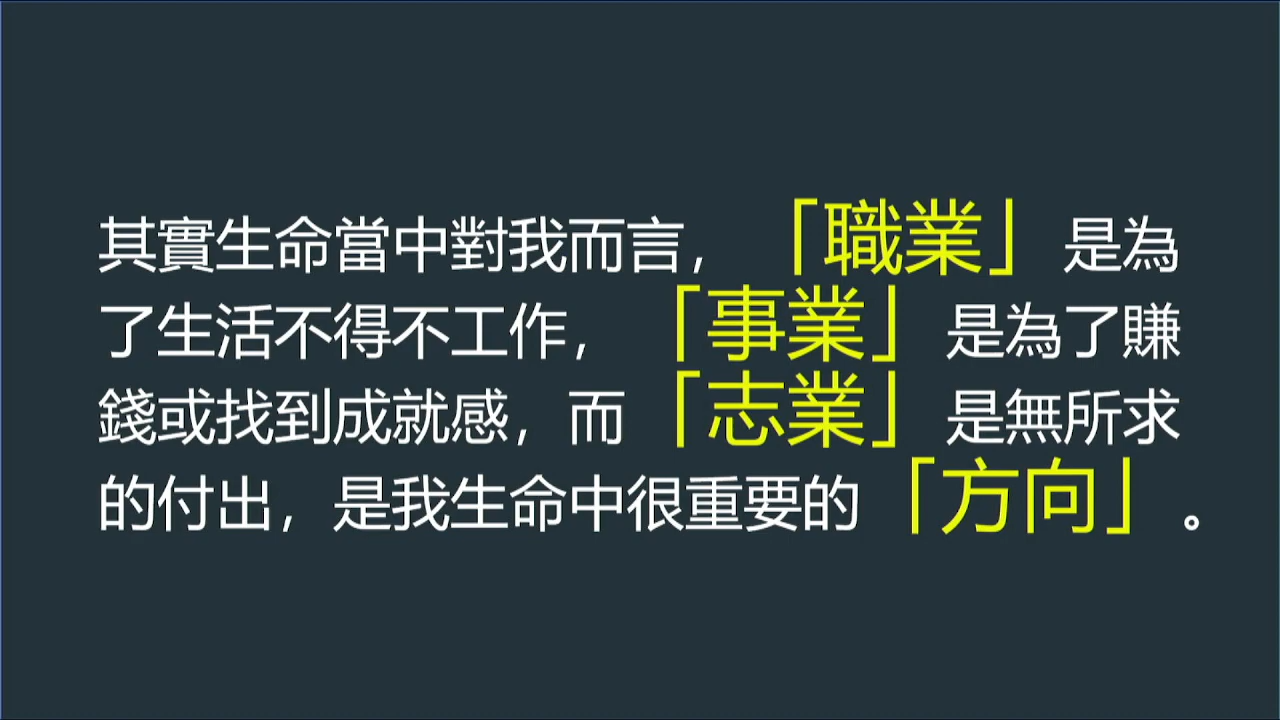 其實生命當中對我而言，「職業」是為
了生活不得不工作，「事業」是為了賺
錢或找到成就感，而「志業」是無所求
的付出，是我生命中很重要的「方向」。